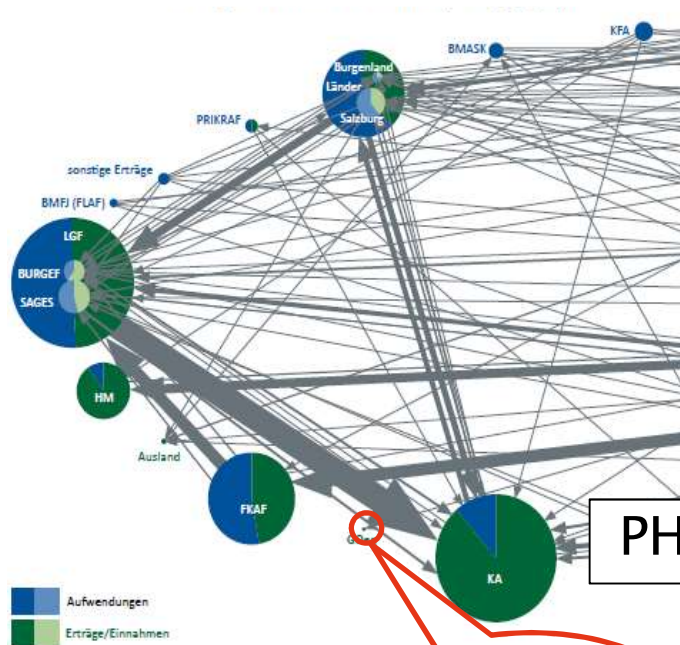 KFA
BMASK
Burgenland
Länder
Salzburg
PRIKRAF
sonstige Erträge
BMFJ (FLAF)
LGF
BURGEF
SAGES
HM
Ausland
FKAF
KA
PH
Aufwendungen
Erträge/Einnahmen